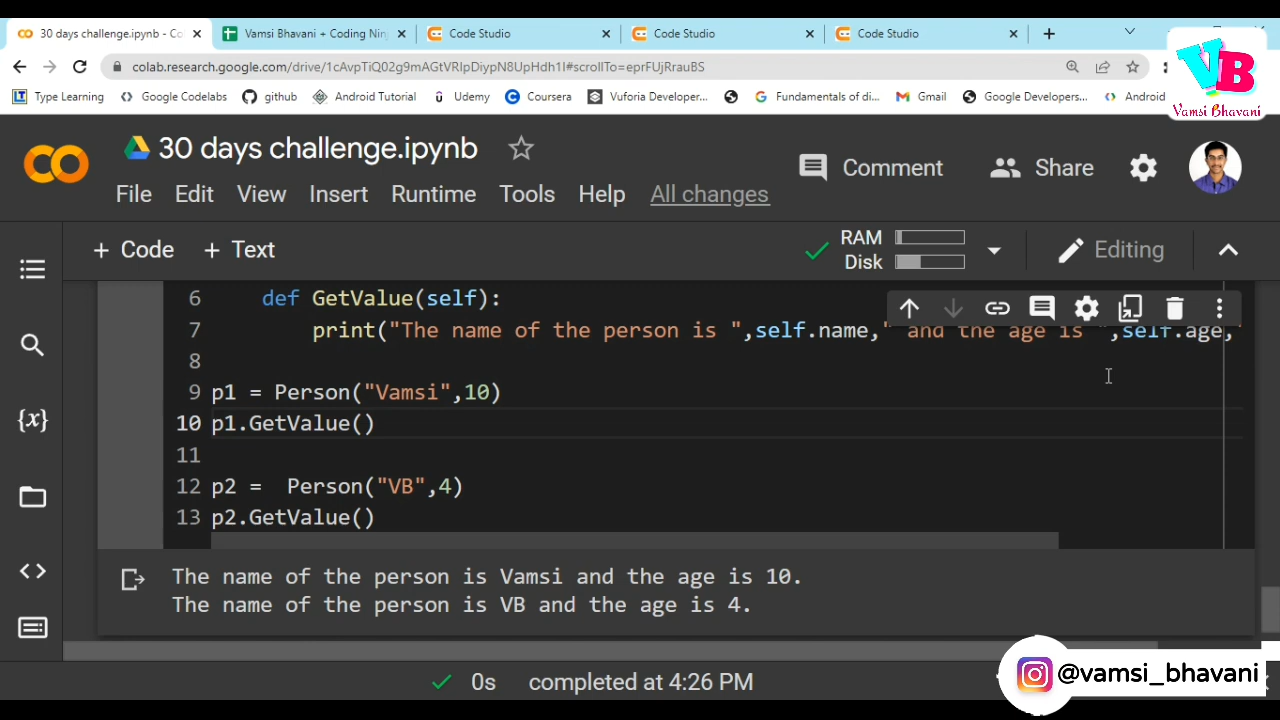 30 days challenge.ipynb - Co
Vamsi Bhavani + Coding Nin
Code Studio
Code Studio
Code Studio
colab.research.google.com/drive/1cAvpTiQ02g9mAGtVRlpDiypN9UpHdh1I#scrollTo=eprFUjRrauBS
Type Learning
Google Codelabs
github
Android Tutorial
Udemy
Coursera
Vuforia Developer...
Fundamentals of di...
Gmail
Google Developers...
Android
VB
Vamsi Bhavani
30 days challenge.ipynb
Comment
Share
File Edit View Insert Runtime Tools Help All changes
+ Code + Text
RAM
Disk
Editing
6 def GetValue(self):
7 print("The name of the person is ",self.name," and the age is ",self.age,"
8
9 p1 = Person("Vamsi",10)
10 p1.GetValue()
11
12 p2 = Person("VB",4)
13 p2.GetValue()
The name of the person is Vamsi and the age is 10.
The name of the person is VB and the age is 4.
0s completed at 4:26 PM
@vamsi_bhavani